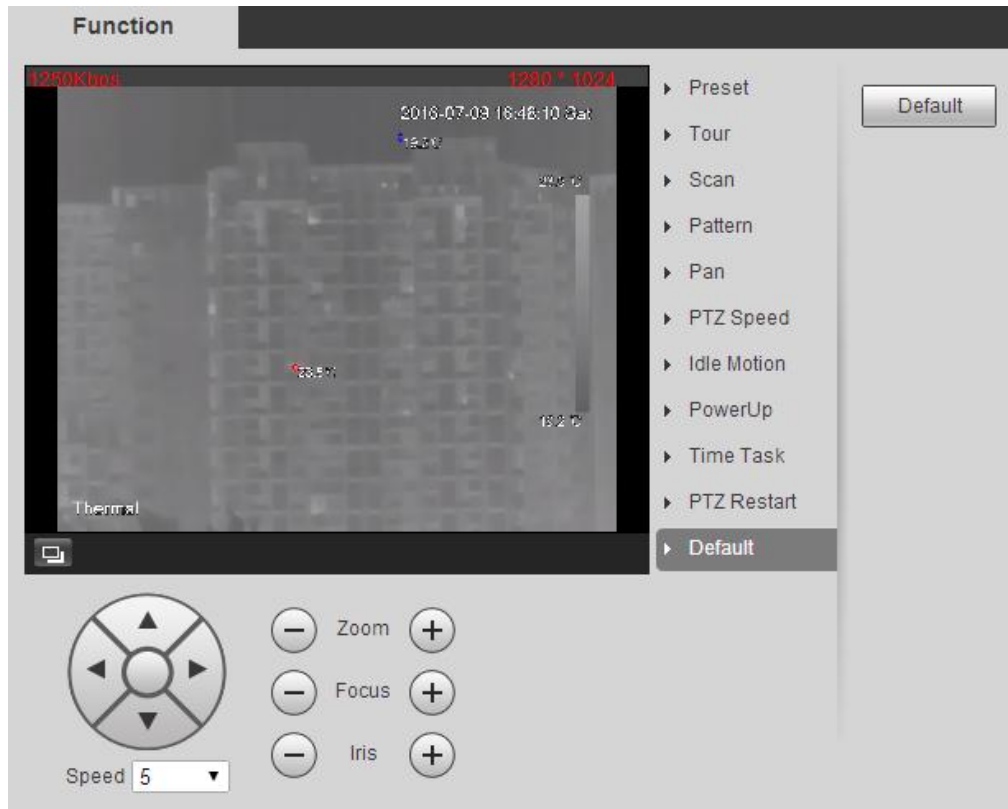 Function
1250Kbps
1280 * 1024
2016-07-09 16:48:10 Sat
Thermal
Preset
Tour
Scan
Pattern
Pan
PTZ Speed
Idle Motion
PowerUp
Time Task
PTZ Restart
Default
Default
Zoom
Focus
Iris
Speed 5